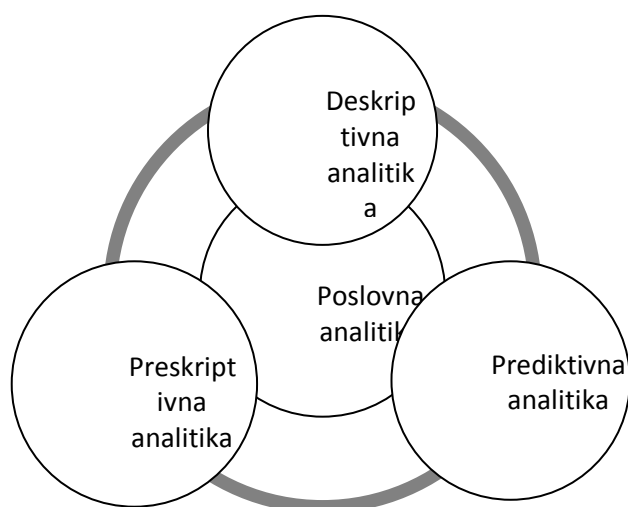 Deskrip
tivna
analitik
a
Poslovna
analitik
Preskript
ivna
analitika
Prediktivna
analitika